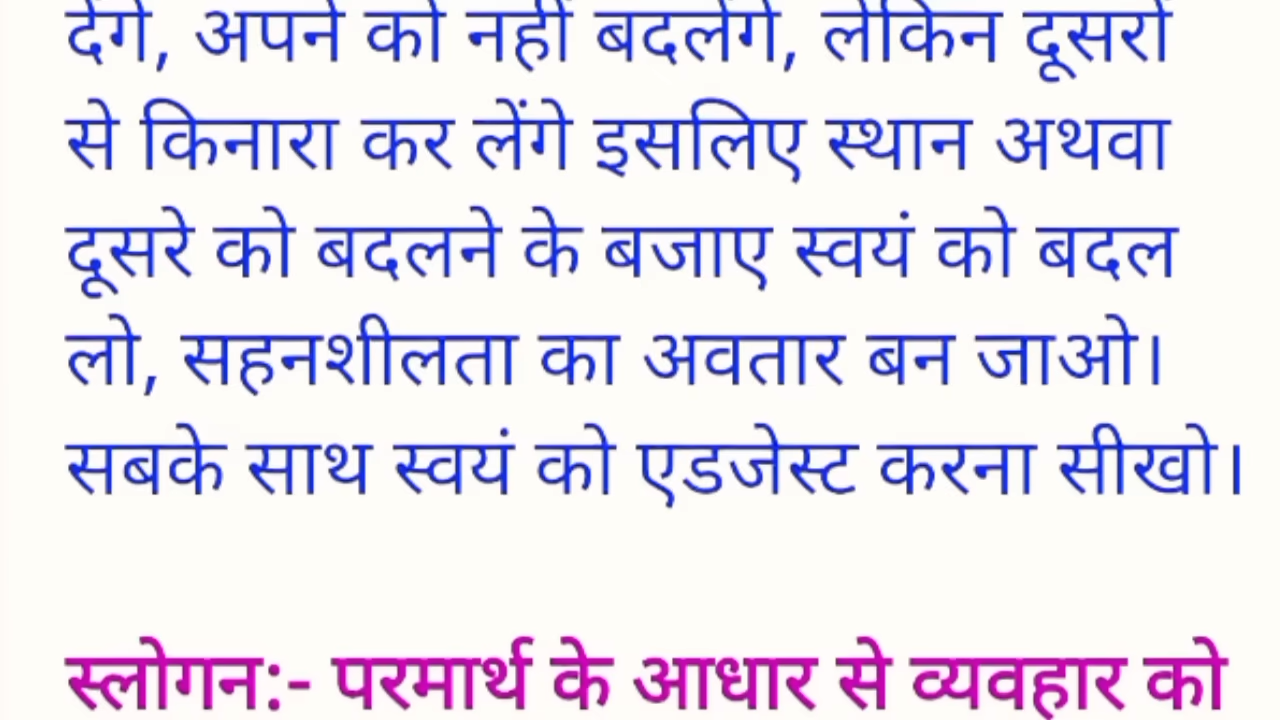 देंगे, अपने को नहीं बदलेंगे, लेकिन दूसरों
से किनारा कर लेंगे इसलिए स्थान अथवा
दूसरे को बदलने के बजाए स्वयं को बदल
लो, सहनशीलता का अवतार बन जाओ।
सबके साथ स्वयं को एडजेस्ट करना सीखो।
स्लोगन:- परमार्थ के आधार से व्यवहार को